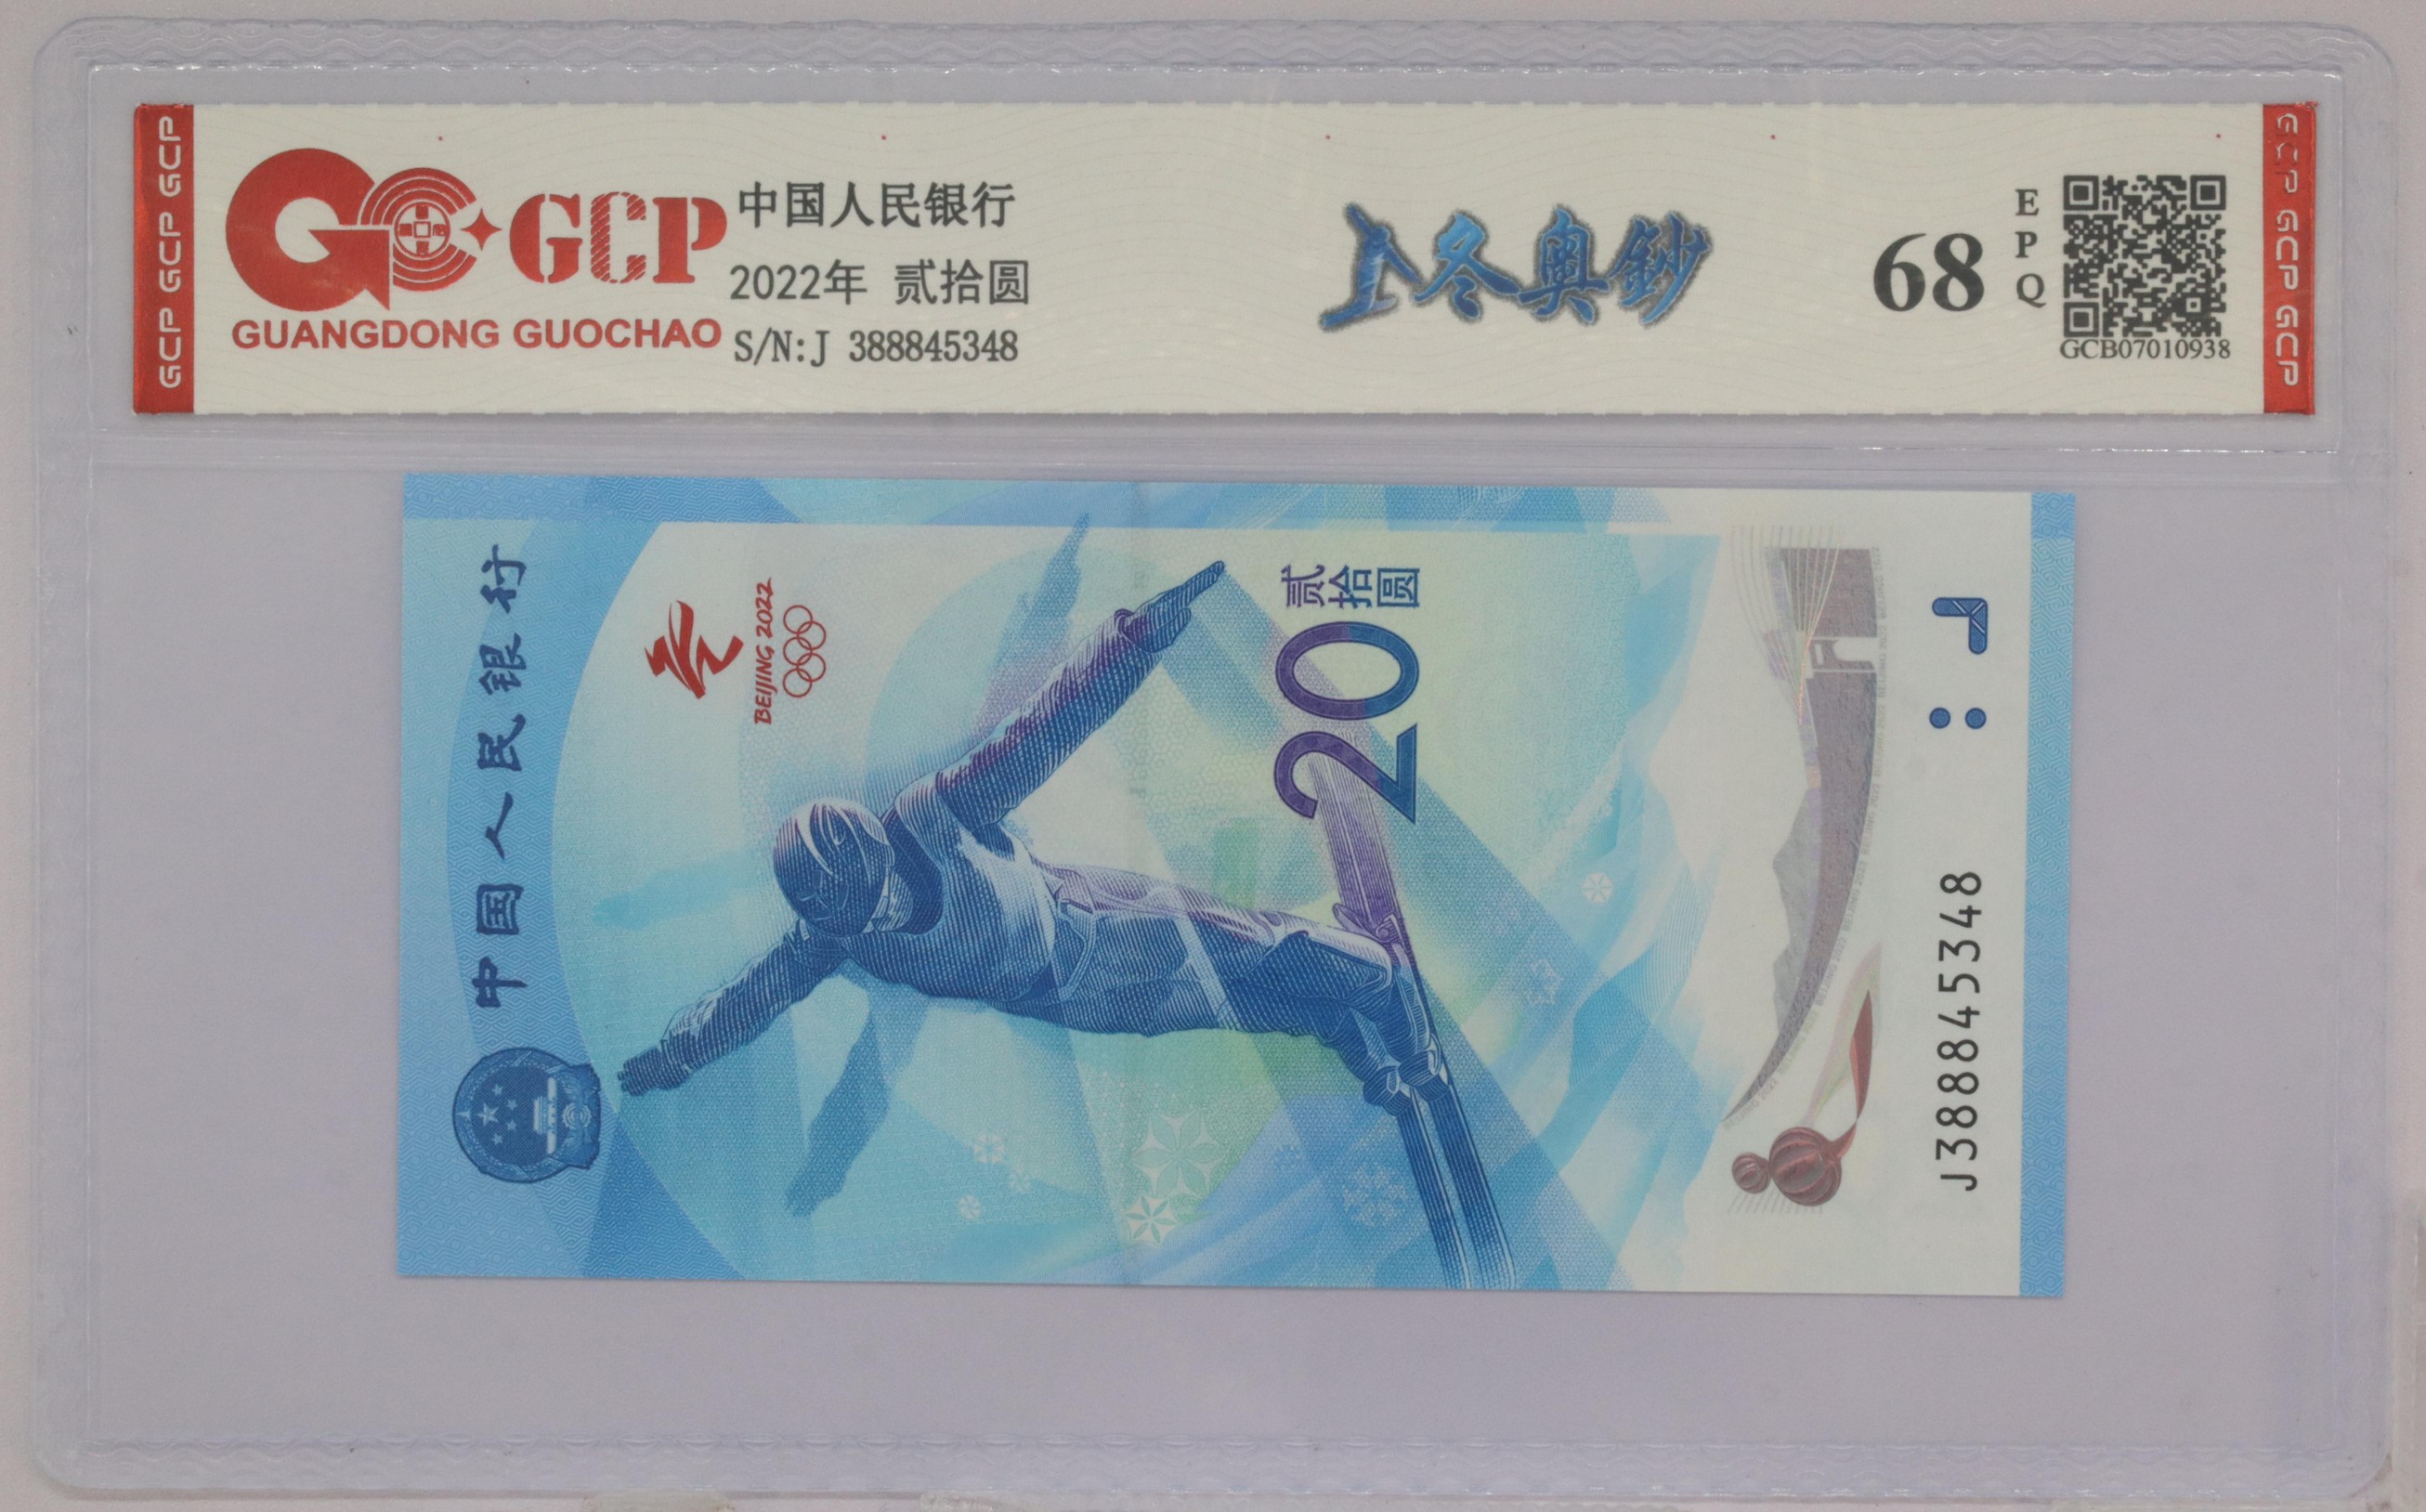 GCP GCP GCP
GCP
GUANGDONG GUOCHAO
中国人民银行
2022年 贰拾圆
S/N:J 388845348
冬奥鈔
68
EPQ
GCB07010938
GCP GCP GCP
中国人民银行
BEIJING 2022
贰拾圆
20
J388845348